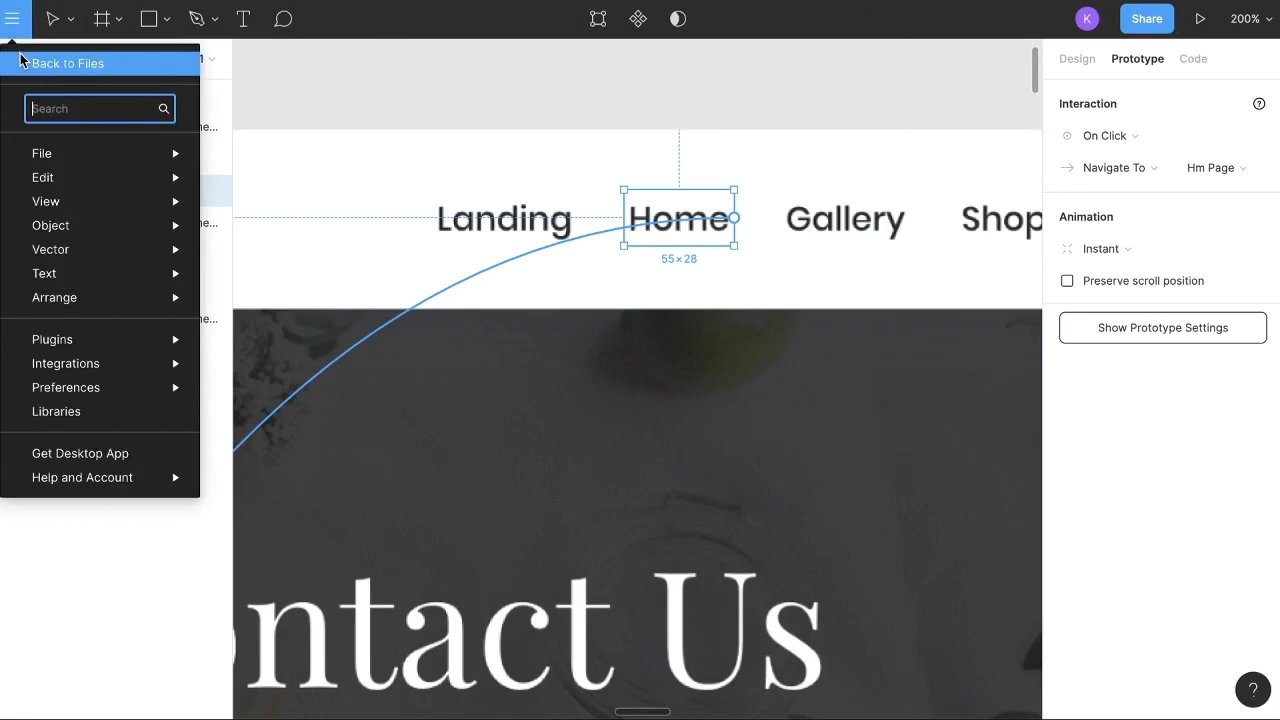 K
Share
200%
Back to Files
Search
File
Edit
View
Object
Vector
Text
Arrange
Plugins
Integrations
Preferences
Libraries
Get Desktop App
Help and Account
Landing
Home
Gallery
Shop
55×28
ntact Us
Design
Prototype
Code
Interaction
?
On Click
Navigate To
Hm Page
Animation
Instant
Preserve scroll position
Show Prototype Settings
?